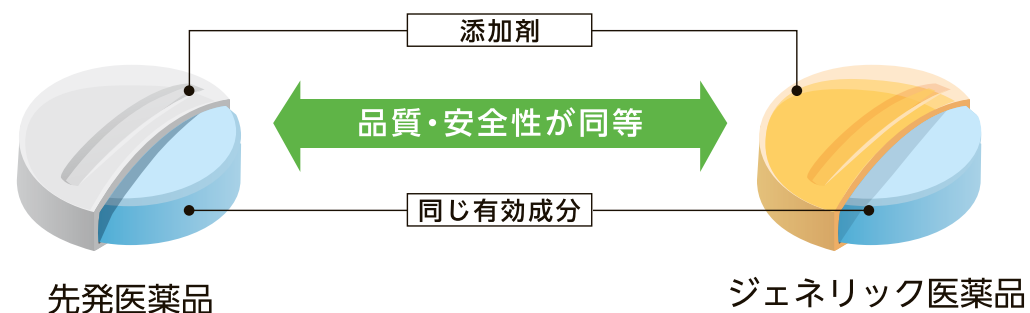 添加剤
品質・安全性が同等
同じ有効成分
先発医薬品
ジェネリック医薬品